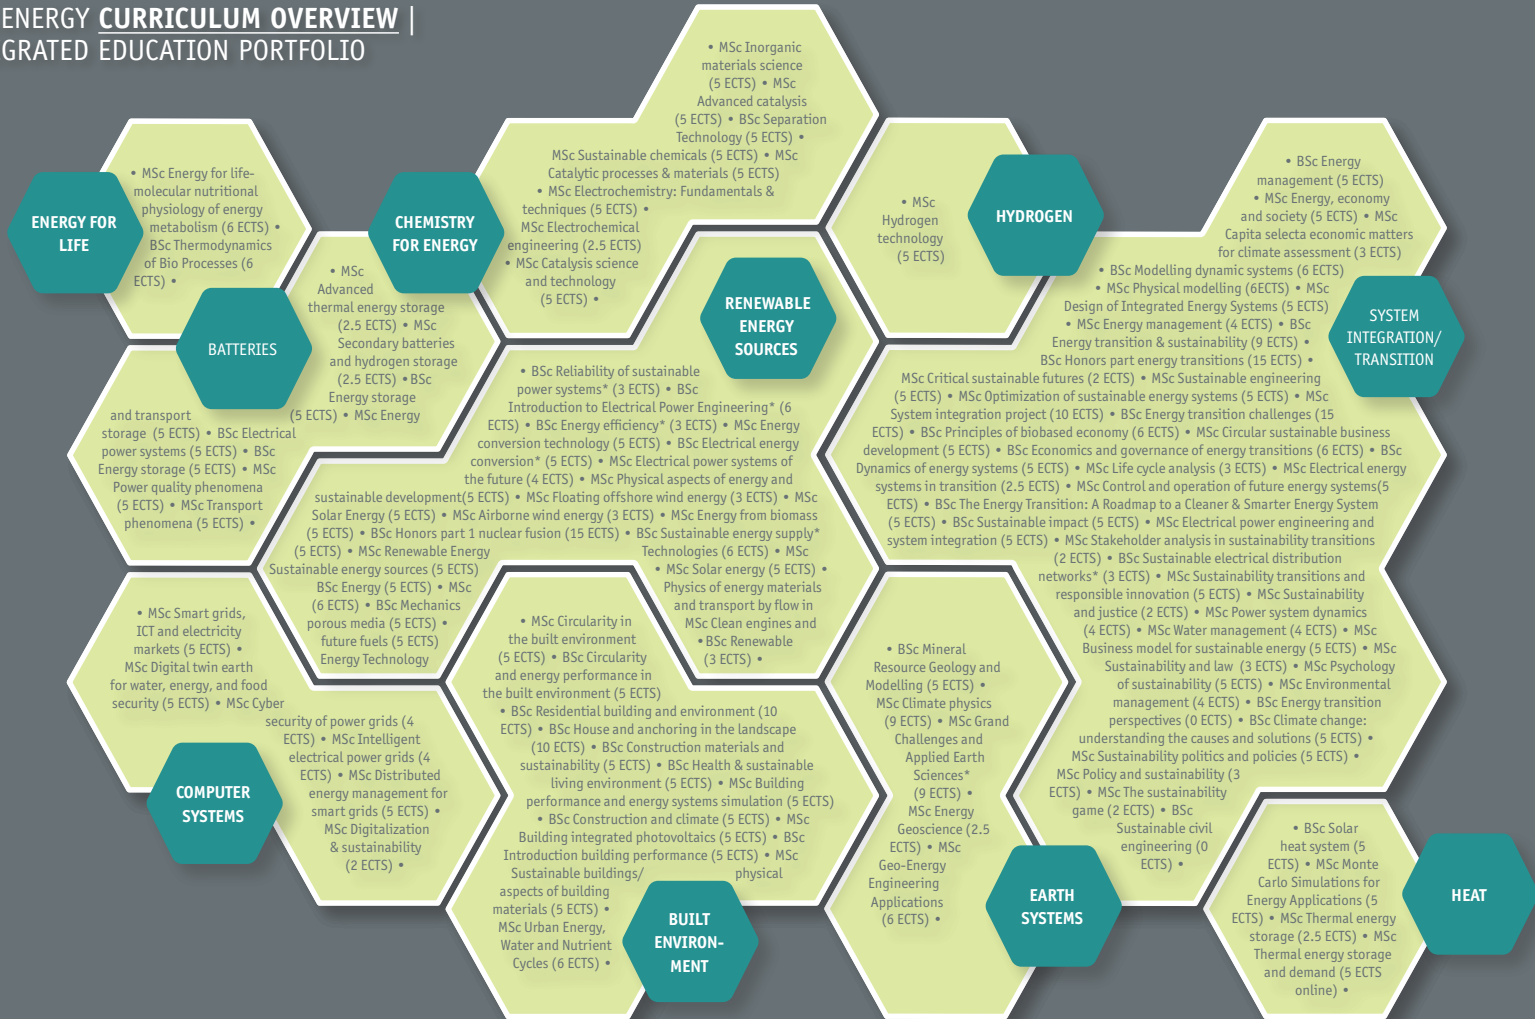 ENERGY CURRICULUM OVERVIEW |
GRATED EDUCATION PORTFOLIO
ENERGY FOR
LIFE
• MSc Energy for life-
molecular nutritional
physiology of energy
metabolism (6 ECTS) •
BSc Thermodynamics
of Bio Processes (6
ECTS) •
BATTERIES
• MSc
Advanced
thermal energy storage
(2.5 ECTS) • MSc
Secondary batteries
and hydrogen storage
(2.5 ECTS) •BSc
Energy storage
(5 ECTS) • MSc Energy
and transport
storage (5 ECTS) • BSc Electrical
power systems (5 ECTS) • BSc
Energy storage (5 ECTS) • MSc
Power quality phenomena
(5 ECTS) • MSc Transport
phenomena (5 ECTS) •
CHEMISTRY
FOR ENERGY
• MSc Inorganic
materials science
(5 ECTS) • MSc
Advanced catalysis
(5 ECTS) • BSc Separation
Technology (5 ECTS) •
MSc Sustainable chemicals (5 ECTS) • MSc
Catalytic processes & materials (5 ECTS)
• MSc Electrochemistry: Fundamentals &
techniques (5 ECTS) •
MSc Electrochemical
engineering (2.5 ECTS)
• MSc Catalysis science
and technology
(5 ECTS) •
RENEWABLE
ENERGY
SOURCES
• BSc Reliability of sustainable
power systems* (3 ECTS) • BSc
Introduction to Electrical Power Engineering* (6
ECTS) • BSc Energy efficiency* (3 ECTS) • MSc Energy
conversion technology (5 ECTS) • BSc Electrical energy
conversion* (5 ECTS) • MSc Electrical power systems of
the future (4 ECTS) • MSc Physical aspects of energy and
sustainable development(5 ECTS) • MSc Floating offshore wind energy (3 ECTS) • MSc
Solar Energy (5 ECTS) • MSc Airborne wind energy (3 ECTS) • MSc Energy from biomass
(5 ECTS) • BSc Honors part 1 nuclear fusion (15 ECTS) • BSc Sustainable energy supply*
(5 ECTS) • MSc Renewable Energy Technologies (6 ECTS) • MSc
Sustainable energy sources (5 ECTS) • MSc Solar energy (5 ECTS) •
BSc Energy (5 ECTS) • MSc Physics of energy materials
(6 ECTS) • BSc Mechanics and transport by flow in
porous media (5 ECTS) • MSc Clean engines and
future fuels (5 ECTS) •BSc Renewable
Energy Technology (3 ECTS) •
HYDROGEN
• MSc
Hydrogen
technology
(5 ECTS)
SYSTEM
INTEGRATION/
TRANSITION
• BSc Energy
management (5 ECTS)
• MSc Energy, economy
and society (5 ECTS) • MSc
Capita selecta economic matters
for climate assessment (3 ECTS)
• BSc Modelling dynamic systems (6 ECTS)
• MSc Physical modelling (6ECTS) • MSc
Design of Integrated Energy Systems (5 ECTS)
• MSc Energy management (4 ECTS) • BSc
Energy transition & sustainability (9 ECTS) •
BSc Honors part energy transitions (15 ECTS) •
MSc Critical sustainable futures (2 ECTS) • MSc Sustainable engineering
(5 ECTS) • MSc Optimization of sustainable energy systems (5 ECTS) • MSc
System integration project (10 ECTS) • BSc Energy transition challenges (15
ECTS) • BSc Principles of biobased economy (6 ECTS) • MSc Circular sustainable business
development (5 ECTS) • BSc Economics and governance of energy transitions (6 ECTS) • BSc
Dynamics of energy systems (5 ECTS) • MSc Life cycle analysis (3 ECTS) • MSc Electrical energy
systems in transition (2.5 ECTS) • MSc Control and operation of future energy systems(5
ECTS) • BSc The Energy Transition: A Roadmap to a Cleaner & Smarter Energy System
(5 ECTS) • BSc Sustainable impact (5 ECTS) • MSc Electrical power engineering and
system integration (5 ECTS) • MSc Stakeholder analysis in sustainability transitions
(2 ECTS) • BSc Sustainable electrical distribution
networks* (3 ECTS) • MSc Sustainability transitions and
responsible innovation (5 ECTS) • MSc Sustainability
and justice (2 ECTS) • MSc Power system dynamics
(4 ECTS) • MSc Water management (4 ECTS) • MSc
Business model for sustainable energy (5 ECTS) • MSc
Sustainability and law (3 ECTS) • MSc Psychology
of sustainability (5 ECTS) • MSc Environmental
management (4 ECTS) • BSc Energy transition
perspectives (0 ECTS) • BSc Climate change:
understanding the causes and solutions (5 ECTS) •
MSc Sustainability politics and policies (5 ECTS) •
MSc Policy and sustainability (3
ECTS) • MSc The sustainability
game (2 ECTS) • BSc
Sustainable civil
engineering (0
ECTS) •
COMPUTER
SYSTEMS
• MSc Smart grids,
ICT and electricity
markets (5 ECTS) •
MSc Digital twin earth
for water, energy, and food
security (5 ECTS) • MSc Cyber
security of power grids (4
ECTS) • MSc Intelligent
electrical power grids (4
ECTS) • MSc Distributed
energy management for
smart grids (5 ECTS) •
MSc Digitalization
& sustainability
(2 ECTS) •
BUILT
ENVIRON-
MENT
• MSc Circularity in
the built environment
(5 ECTS) • BSc Circularity
and energy performance in
the built environment (5 ECTS)
• BSc Residential building and environment (10
ECTS) • BSc House and anchoring in the landscape
(10 ECTS) • BSc Construction materials and
sustainability (5 ECTS) • BSc Health & sustainable
living environment (5 ECTS) • MSc Building
performance and energy systems simulation (5 ECTS)
• BSc Construction and climate (5 ECTS) • MSc
Building integrated photovoltaics (5 ECTS) • BSc
Introduction building performance (5 ECTS) • MSc
Sustainable buildings/ physical
aspects of building
materials (5 ECTS) •
MSc Urban Energy,
Water and Nutrient
Cycles (6 ECTS) •
EARTH
SYSTEMS
• BSc Mineral
Resource Geology and
Modelling (5 ECTS) •
MSc Climate physics
(9 ECTS) • MSc Grand
Challenges and
Applied Earth
Sciences*
(9 ECTS) •
MSc Energy
Geoscience (2.5
ECTS) • MSc
Geo-Energy
Engineering
Applications
(6 ECTS) •
HEAT
• BSc Solar
heat system (5
ECTS) • MSc Monte
Carlo Simulations for
Energy Applications (5
ECTS) • MSc Thermal energy
storage (2.5 ECTS) • MSc
Thermal energy storage
and demand (5 ECTS
online) •